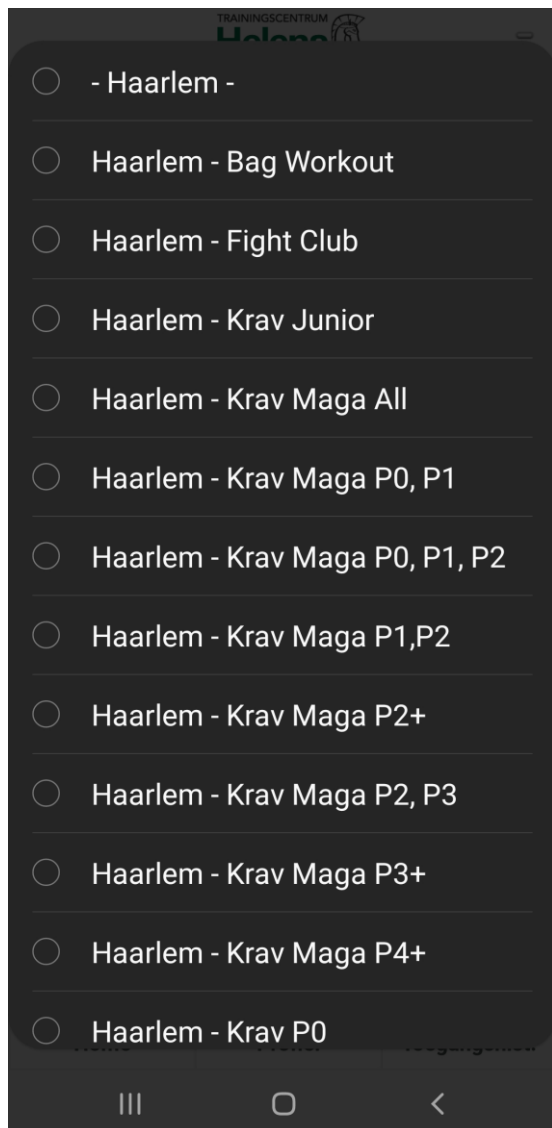 TRAININGSCENTRUM
Helena
- Haarlem -
Haarlem - Bag Workout
Haarlem - Fight Club
Haarlem - Krav Junior
Haarlem - Krav Maga All
Haarlem - Krav Maga P0, P1
Haarlem - Krav Maga P0, P1, P2
Haarlem - Krav Maga P1,P2
Haarlem - Krav Maga P2+
Haarlem - Krav Maga P2, P3
Haarlem - Krav Maga P3+
Haarlem - Krav Maga P4+
Haarlem - Krav P0